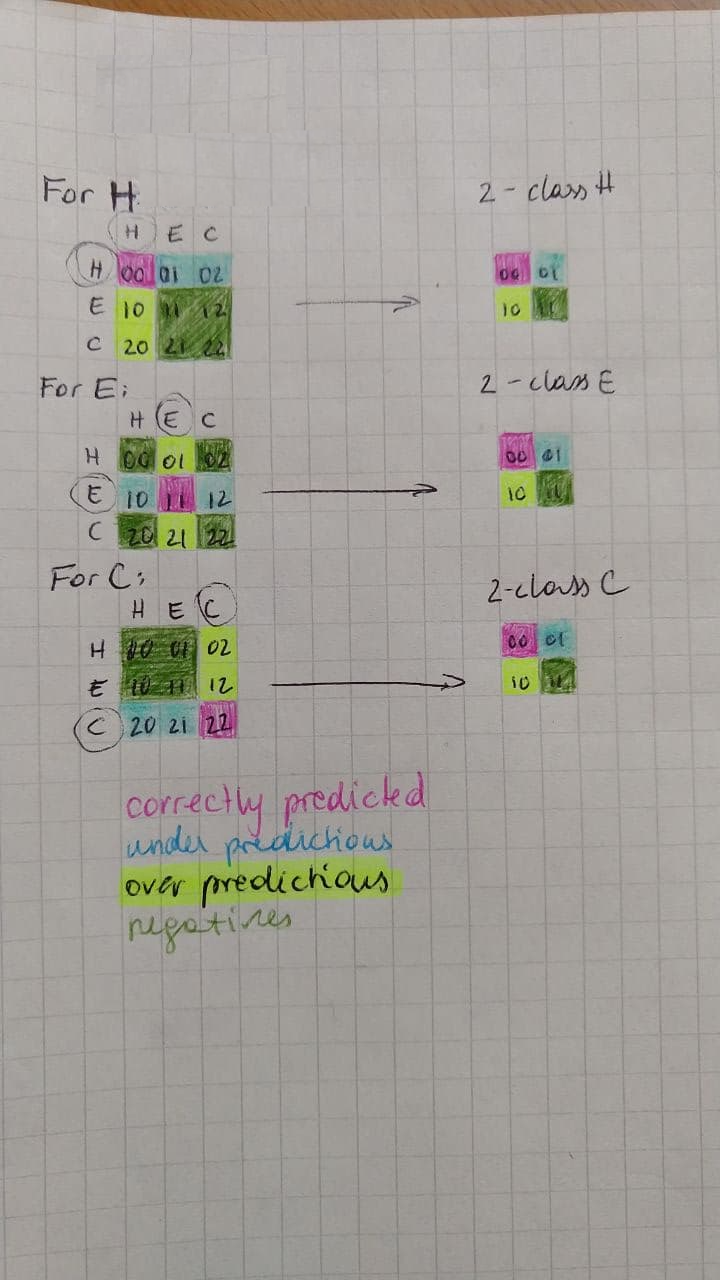 For H 2-class H
H E C
H 00 01 02 00 01
E 10 11 12 10 11
C 20 21 22
For E: 2-class E
H E C
H 00 01 02 00 01
E 10 11 12 10 11
C 20 21 22
For C: 2-class C
H E C
H 00 01 02 00 01
E 10 11 12 10 11
C 20 21 22
correctly predicted
under predictious
over predictious
negatives